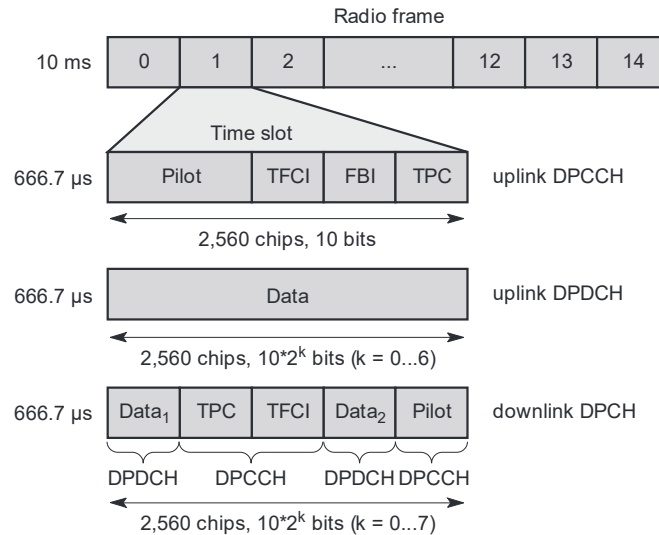 Radio frame
10 ms 0 1 2 ... 12 13 14
Time slot
666.7 µs Pilot TFCI FBI TPC uplink DPCCH
2,560 chips, 10 bits
666.7 µs Data uplink DPDCH
2,560 chips, 10*2ᵏ bits (k = 0...6)
666.7 µs Data₁ TPC TFCI Data₂ Pilot downlink DPCH
DPDCH DPCCH DPDCH DPCCH
2,560 chips, 10*2ᵏ bits (k = 0...7)